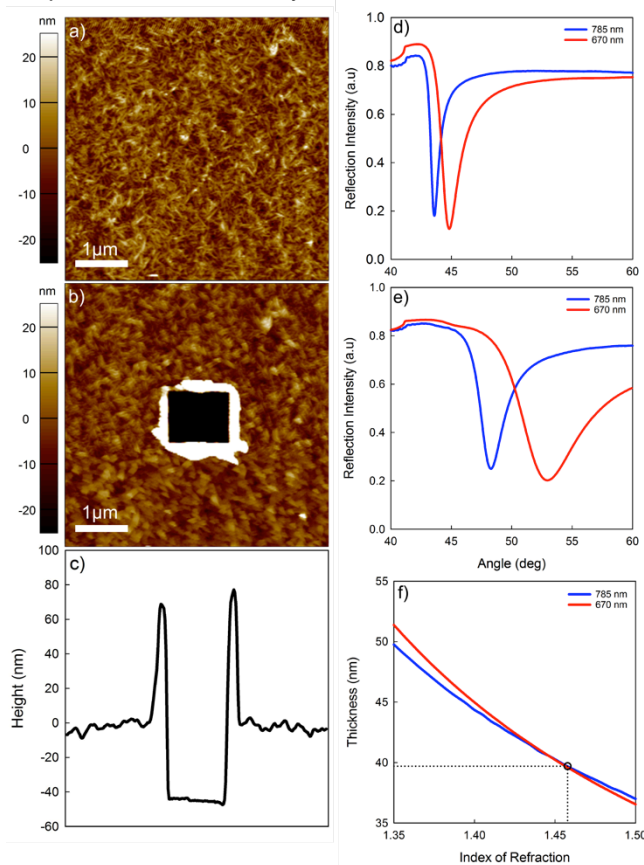 nm
20
10
0
-10
-20
a)
1µm
nm
20
10
0
-10
-20
b)
1µm
c)
100
80
60
40
20
0
-20
-40
-60
Height (nm)
d)
785 nm
670 nm
1.0
0.8
0.6
0.4
0.2
0.0
Reflection Intensity (a.u)
40 45 50 55 60
e)
785 nm
670 nm
1.0
0.8
0.6
0.4
0.2
0.0
Reflection Intensity (a.u)
40 45 50 55 60
Angle (deg)
f)
785 nm
670 nm
55
50
45
40
35
Thickness (nm)
1.35 1.40 1.45 1.50
Index of Refraction